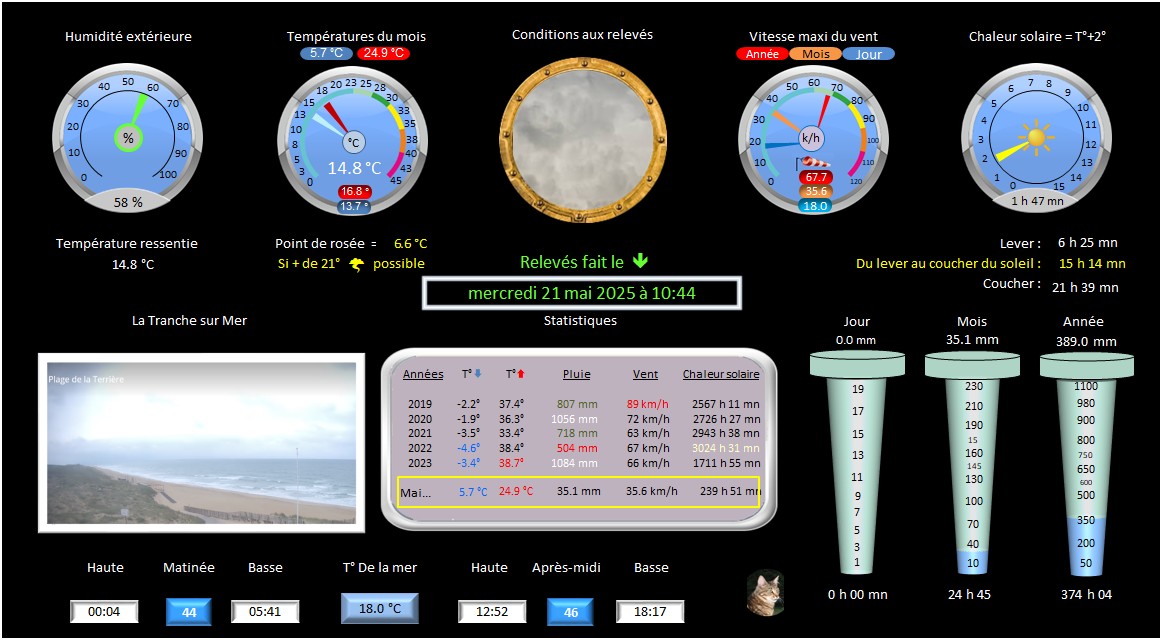 Humidité extérieure
Températures du mois
Conditions aux relevés
Vitesse maxi du vent
Chaleur solaire = T°+2°
5.7 °C 24.9 °C
Année Mois Jour
0 10 20 30 40 50 60 70 80 90 100
%
58 %
0 3 5 8 10 13 15 18 20 23 25 28 30 33 35 38 40 43 45
°C
14.8 °C
16.8 °
13.7 °
0 10 20 30 40 50 60 70 80 90 100 110 120
k/h
67.7
35.6
18.0
0 1 2 3 4 5 6 7 8 9 10 11 12 13 14 15
1 h 47 mn
Température ressentie
14.8 °C
Point de rosée = 6.6 °C
Si + de 21° possible
Relevés fait le
mercredi 21 mai 2025 à 10:44
Lever : 6 h 25 mn
Du lever au coucher du soleil : 15 h 14 mn
Coucher : 21 h 39 mn
La Tranche sur Mer
Plage de la Terrière
Statistiques
Années T° T° Pluie Vent Chaleur solaire
2019 -2.2° 37.4° 807 mm 89 km/h 2567 h 11 mn
2020 -1.9° 36.3° 1056 mm 72 km/h 2726 h 27 mn
2021 -3.5° 33.4° 718 mm 63 km/h 2943 h 38 mn
2022 -4.6° 38.4° 504 mm 67 km/h 3024 h 31 mn
2023 -3.4° 38.7° 1084 mm 66 km/h 1711 h 55 mn
Mai... 5.7 °C 24.9 °C 35.1 mm 35.6 km/h 239 h 51 mn
Jour
0.0 mm
19
17
15
13
11
9
7
5
3
1
0 h 00 mn
Mois
35.1 mm
230
210
190
15
160
145
130
100
70
40
10
24 h 45
Année
389.0 mm
1100
980
900
800
750
650
600
500
350
200
50
374 h 04
Haute Matinée Basse T° De la mer Haute Après-midi Basse
00:04 44 05:41 18.0 °C 12:52 46 18:17